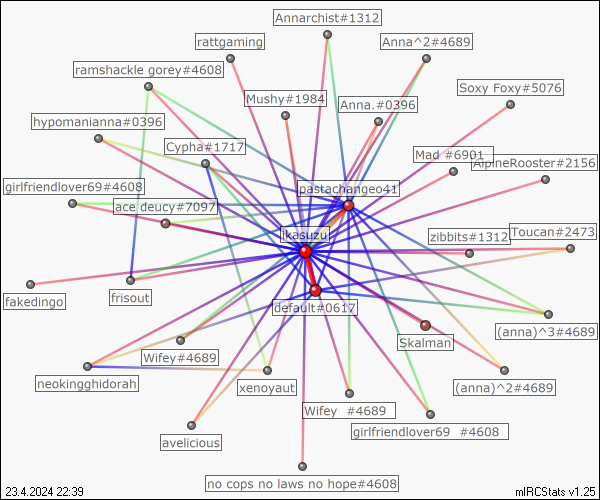 Annarchist#1312
rattgaming
Anna^2#4689
ramshackle gorey#4608
Soxy Foxy#5076
Mushy#1984
Anna.#0396
hypomanianna#0396
Cypha#1717
Mad #6901
AlpineRooster#2156
girlfriendlover69#4608
pastachangeo41
ace deucy#7097
ikasuzu
zibbits#1312
Toucan#2473
fakedingo
frisout
default#0617
(anna)^3#4689
Wifey#4689
Skalman
neokingghidorah
xenoyaut
(anna)^2#4689
Wifey #4689
girlfriendlover69 #4608
avelicious
no cops no laws no hope#4608
23.4.2024 22:39
mIRCStats v1.25